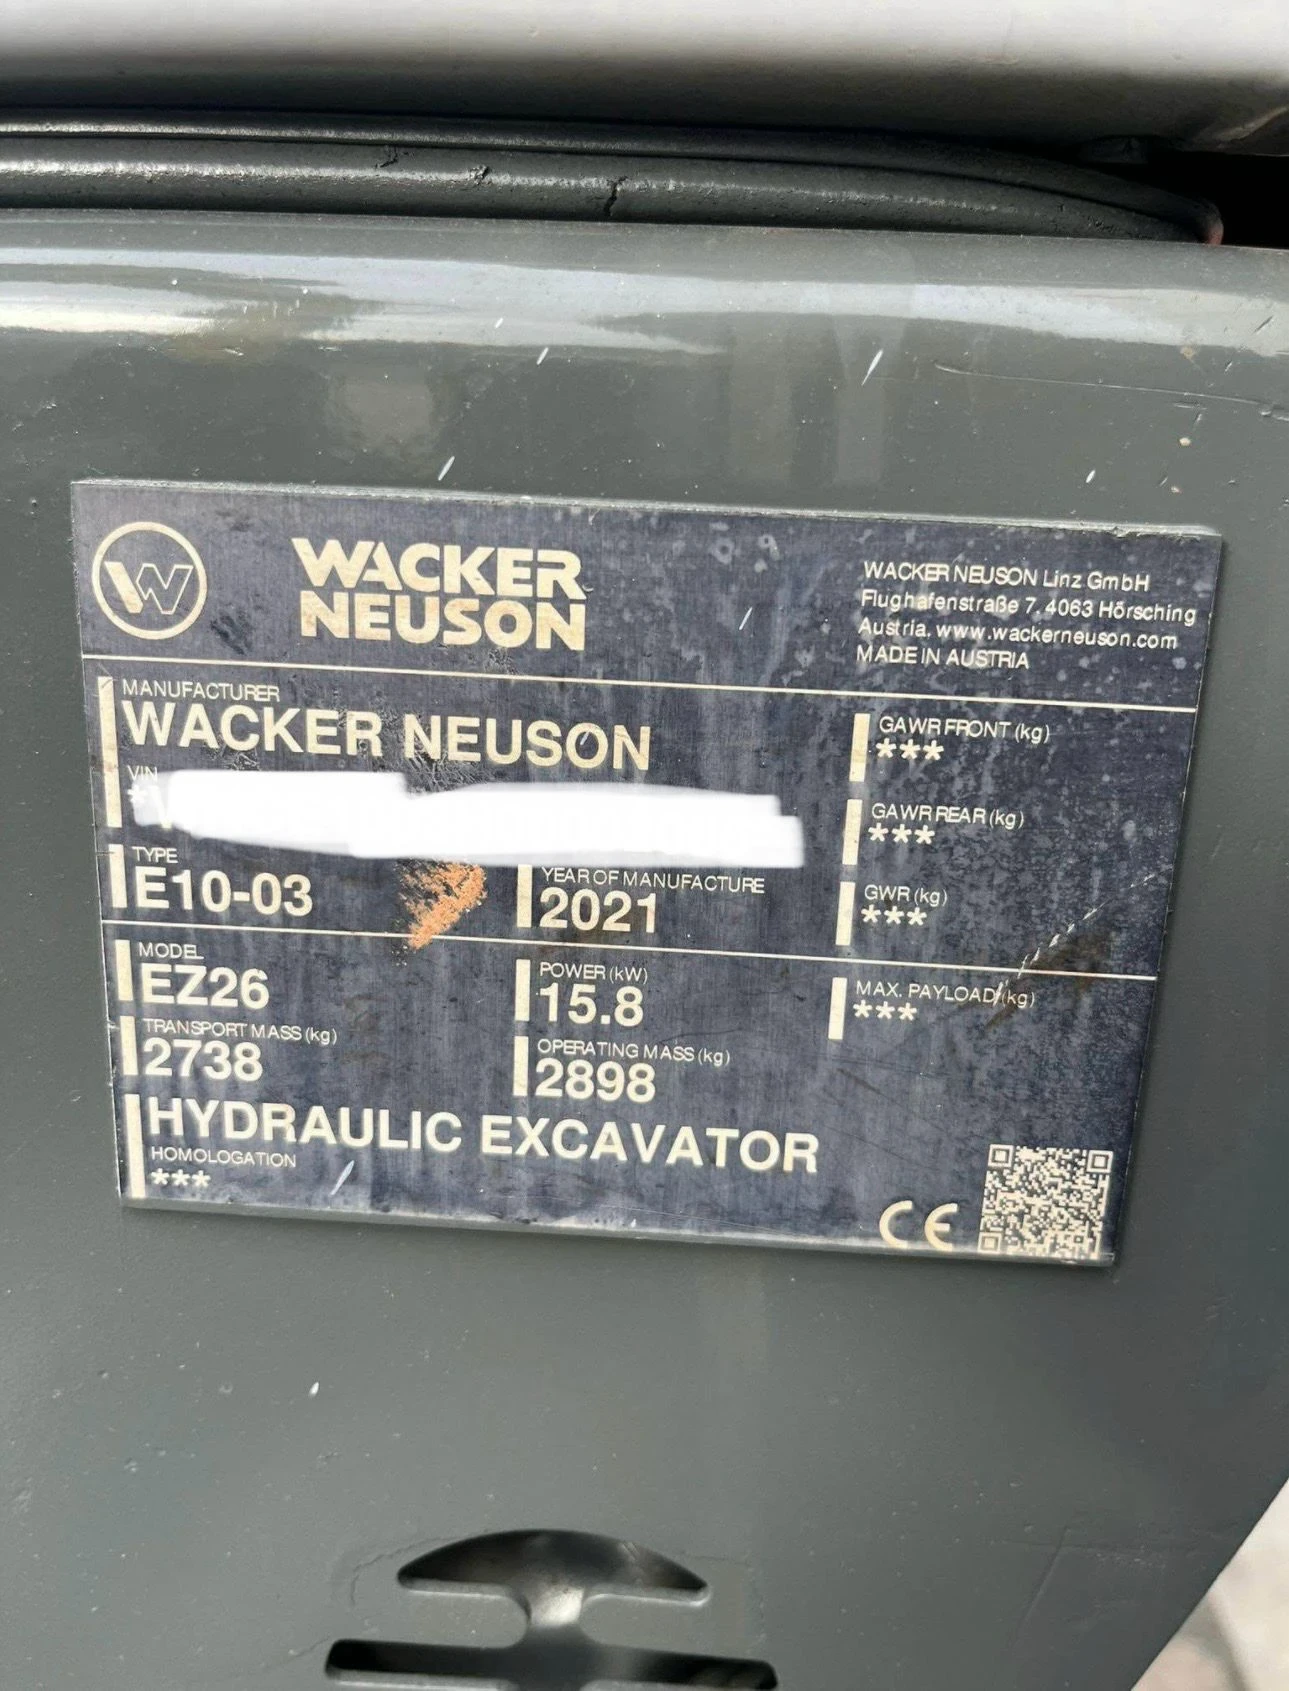 WACKER
NEUSON
WACKER NEUSON Linz GmbH
Flughafenstraße 7, 4063 Hörsching
Austria, www.wackerneuson.com
MADE IN AUSTRIA
MANUFACTURER
WACKER NEUSON
VIN
TYPE
E10-03
YEAR OF MANUFACTURE
2021
MODEL
EZ26
POWER (kW)
15.8
TRANSPORT MASS (kg)
2738
OPERATING MASS (kg)
2898
HYDRAULIC EXCAVATOR
HOMOLOGATION
***
GAWR FRONT (kg)
***
GAWR REAR (kg)
***
GWR (kg)
***
MAX. PAYLOAD (kg)
***
CE